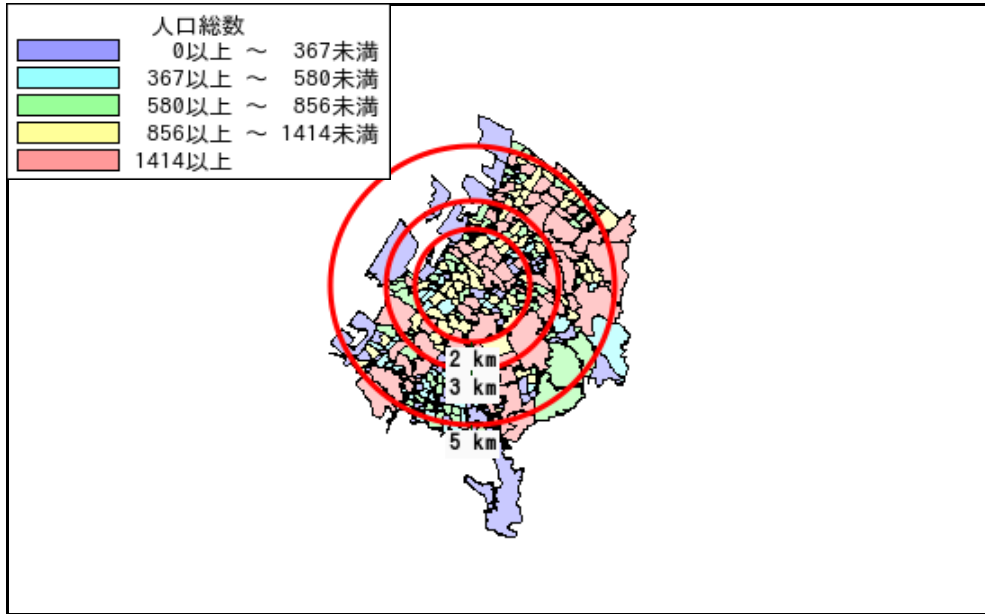 人口総数
0以上 ~ 367未満
367以上 ~ 580未満
580以上 ~ 856未満
856以上 ~ 1414未満
1414以上
2 km
3 km
5 km